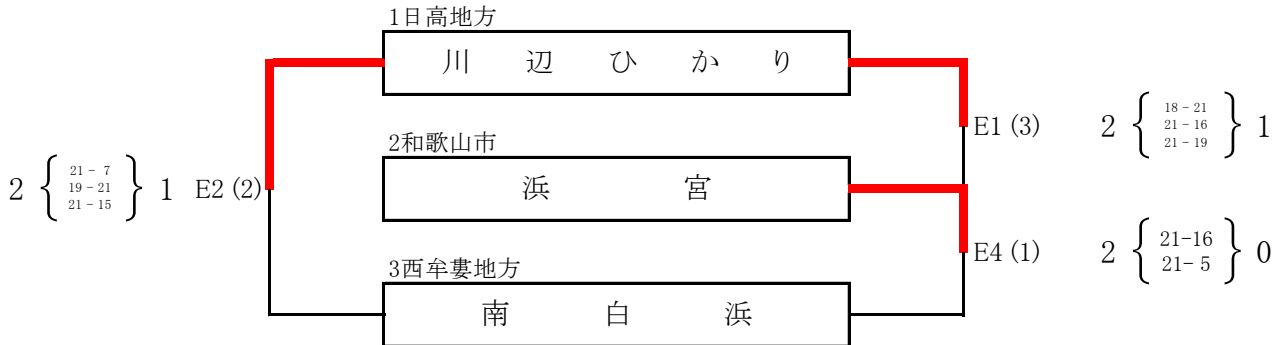 1日高地方
川辺ひかり
2和歌山市
浜宮
3西牟婁地方
南白浜
2 { 21 - 7 19 - 21 21 - 15 } 1 E2 (2)
E1 (3) 2 { 18 - 21 21 - 16 21 - 19 } 1
E4 (1) 2 { 21-16 21- 5 } 0